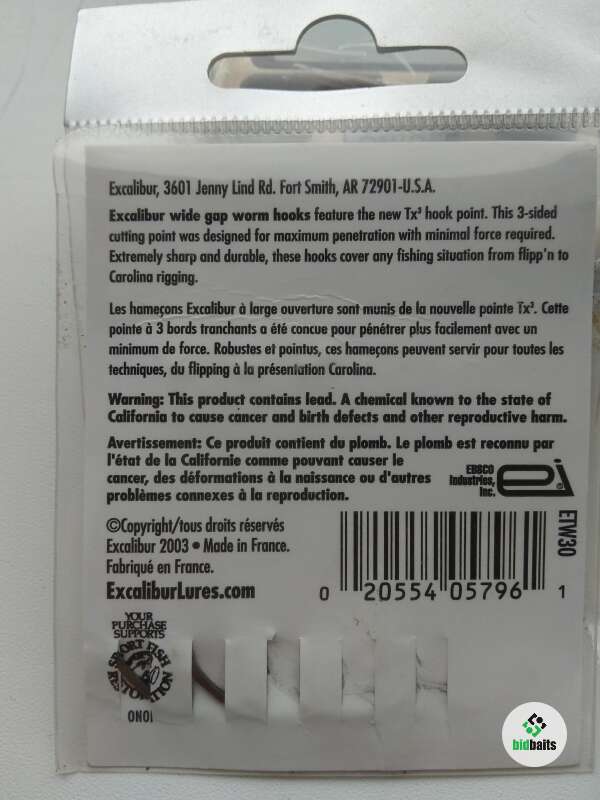 Excalibur, 3601 Jenny Lind Rd. Fort Smith, AR 72901-U.S.A.
Excalibur wide gap worm hooks feature the new Tx³ hook point. This 3-sided
cutting point was designed for maximum penetration with minimal force required.
Extremely sharp and durable, these hooks cover any fishing situation from flipp'n to
Carolina rigging.
Les hameçons Excalibur à large ouverture sont munis de la nouvelle pointe Tx³. Cette
pointe à 3 bords tranchants a été concue pour pénétrer plus facilement avec un
minimum de force. Robustes et pointus, ces hameçons peuvent servir pour toutes les
techniques, du flipping à la présentation Carolina.
Warning: This product contains lead. A chemical known to the state of
California to cause cancer and birth defects and other reproductive harm.
Avertissement: Ce produit contient du plomb. Le plomb est reconnu par
l'état de la Californie comme pouvant causer le
cancer, des déformations à la naissance ou d'autres
problèmes connexes à la reproduction.
EBSCO
Industries,
Inc.
ei
©Copyright/tous droits réservés
Excalibur 2003 • Made in France.
Fabriqué en France.
ExcaliburLures.com
ETW30
0 20554 05796 1
YOUR
PURCHASE
SUPPORTS
SPORT FISH
RESTORATION
IONO
bidbaits